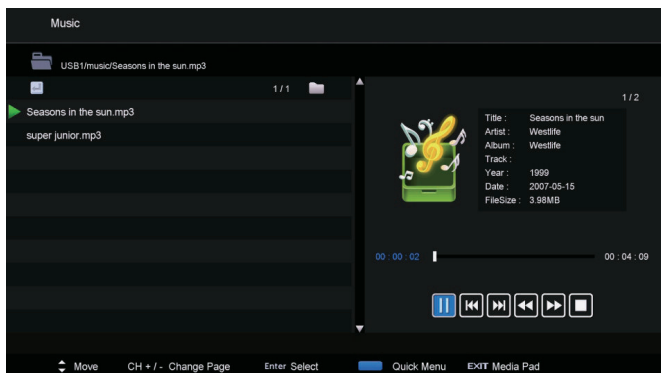 Music
USB1/music/Seasons in the sun.mp3
1 / 1
Seasons in the sun.mp3
super junior.mp3
1 / 2
Title : Seasons in the sun
Artist : Westlife
Album : Westlife
Track :
Year : 1999
Date : 2007-05-15
FileSize : 3.98MB
00 : 00 : 02
00 : 04 : 09
Move CH + / - Change Page Enter Select Quick Menu EXIT Media Pad